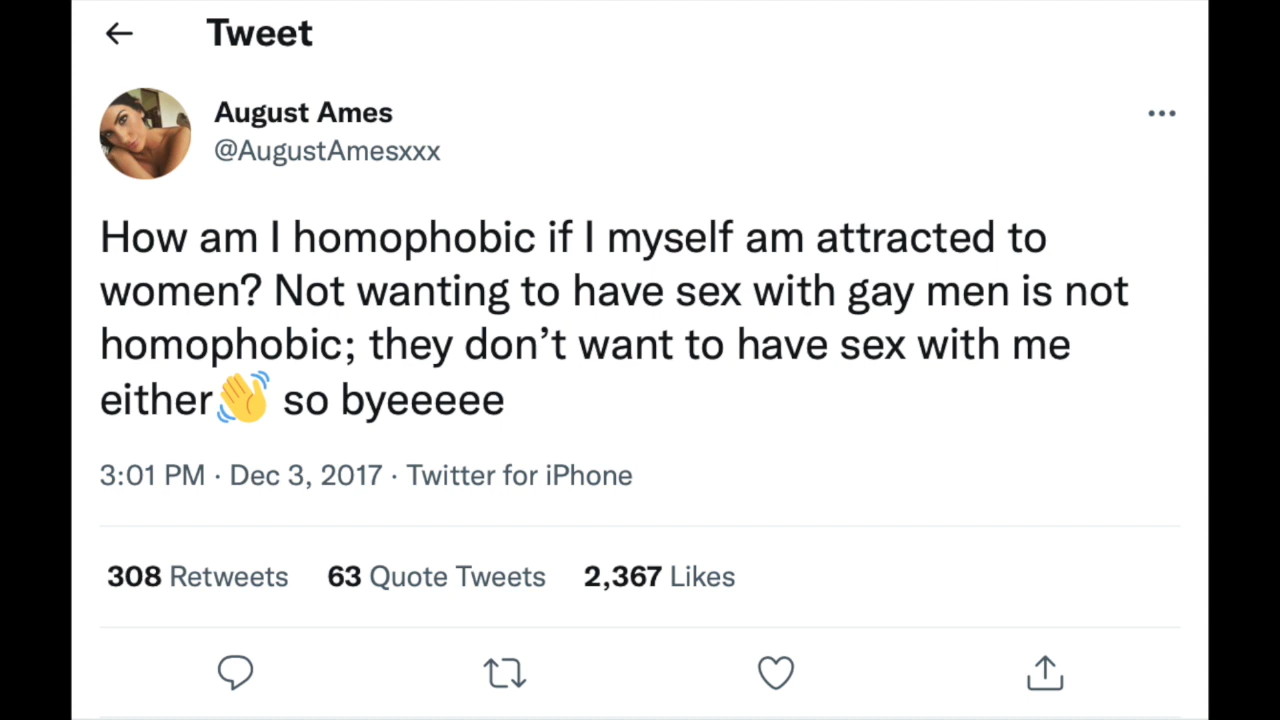 Tweet
August Ames
@AugustAmesxxx
How am I homophobic if I myself am attracted to
women? Not wanting to have sex with gay men is not
homophobic; they don’t want to have sex with me
either👋 so byeeeee
3:01 PM · Dec 3, 2017 · Twitter for iPhone
308 Retweets 63 Quote Tweets 2,367 Likes